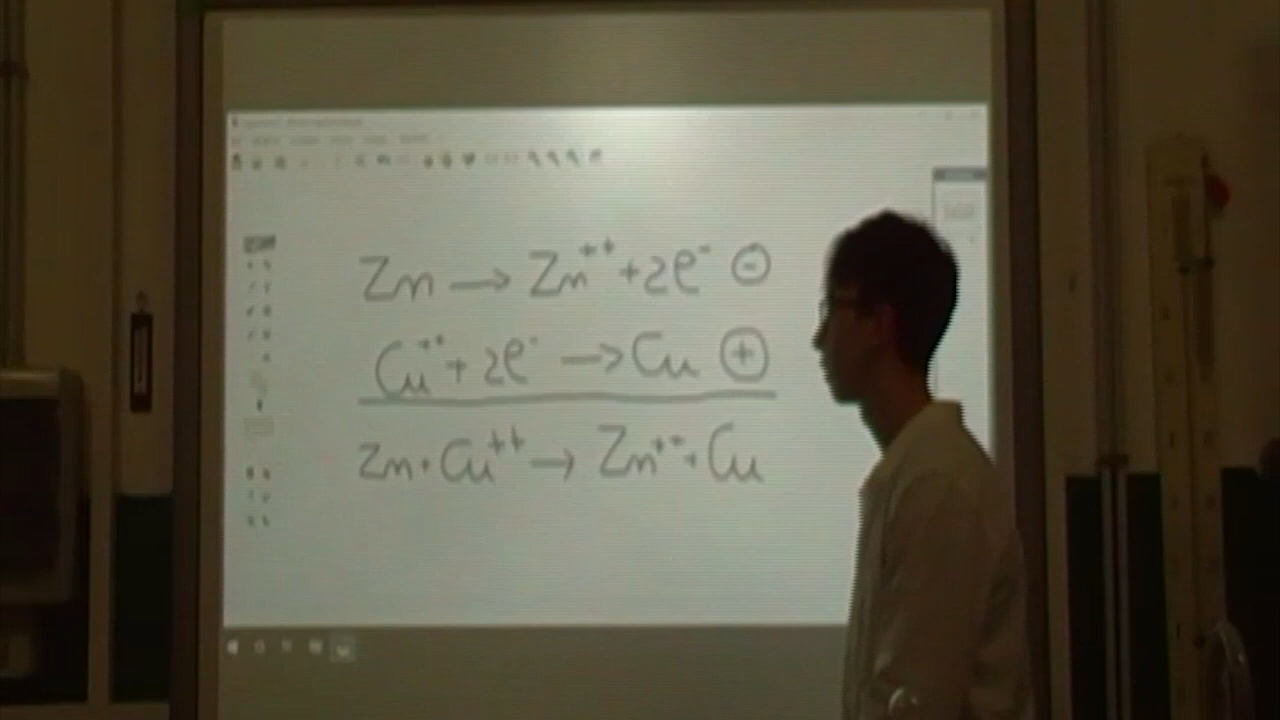 Zn → Zn⁺⁺ + 2e⁻ ⊖
Cu⁺⁺ + 2e⁻ → Cu ⊕
Zn + Cu⁺⁺ → Zn⁺⁺ + Cu